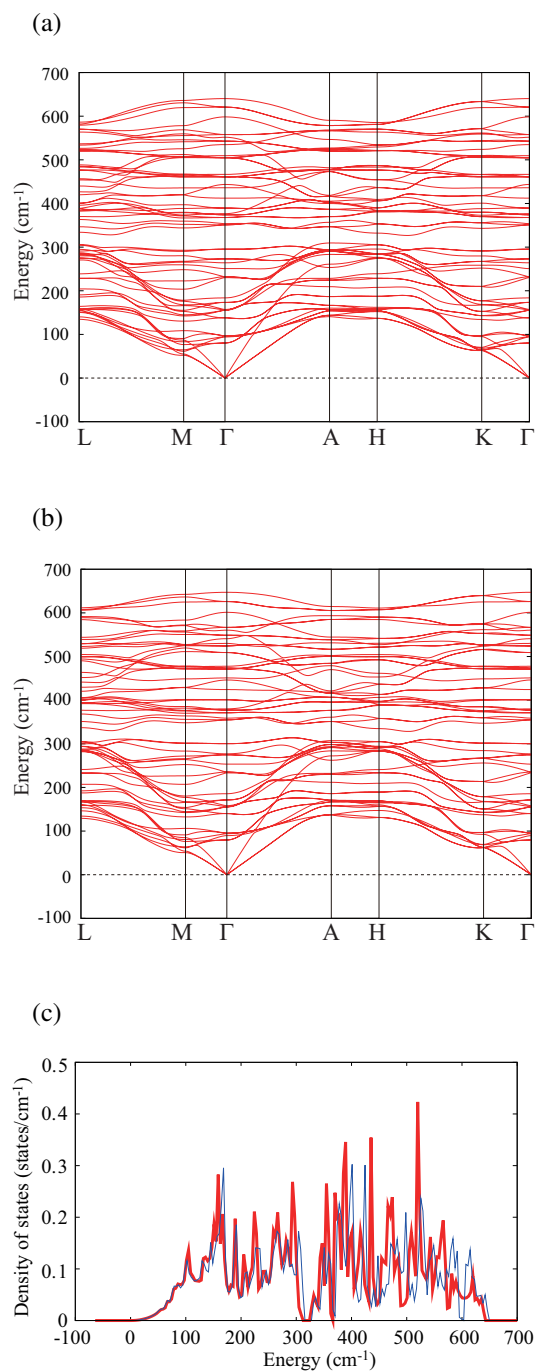 (a)
700
600
500
400
300
200
100
0
-100
Energy (cm-1)
L M Γ A H K Γ
(b)
700
600
500
400
300
200
100
0
-100
Energy (cm-1)
L M Γ A H K Γ
(c)
0.5
0.4
0.3
0.2
0.1
0
Density of states (states/cm-1)
-100 0 100 200 300 400 500 600 700
Energy (cm-1)